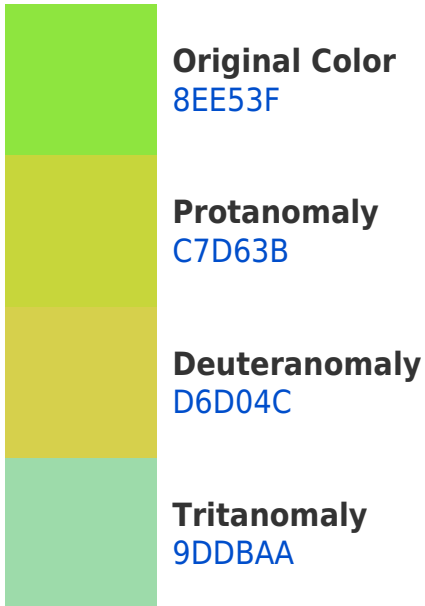 Original Color
8EE53F
Protanomaly
C7D63B
Deuteranomaly
D6D04C
Tritanomaly
9DDBAA